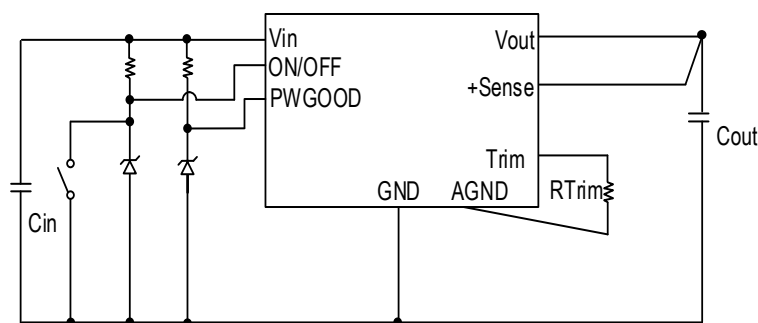 Vin
Vout
ON/OFF
+Sense
PWGOOD
Cout
Trim
GND
AGND
RTrim
Cin